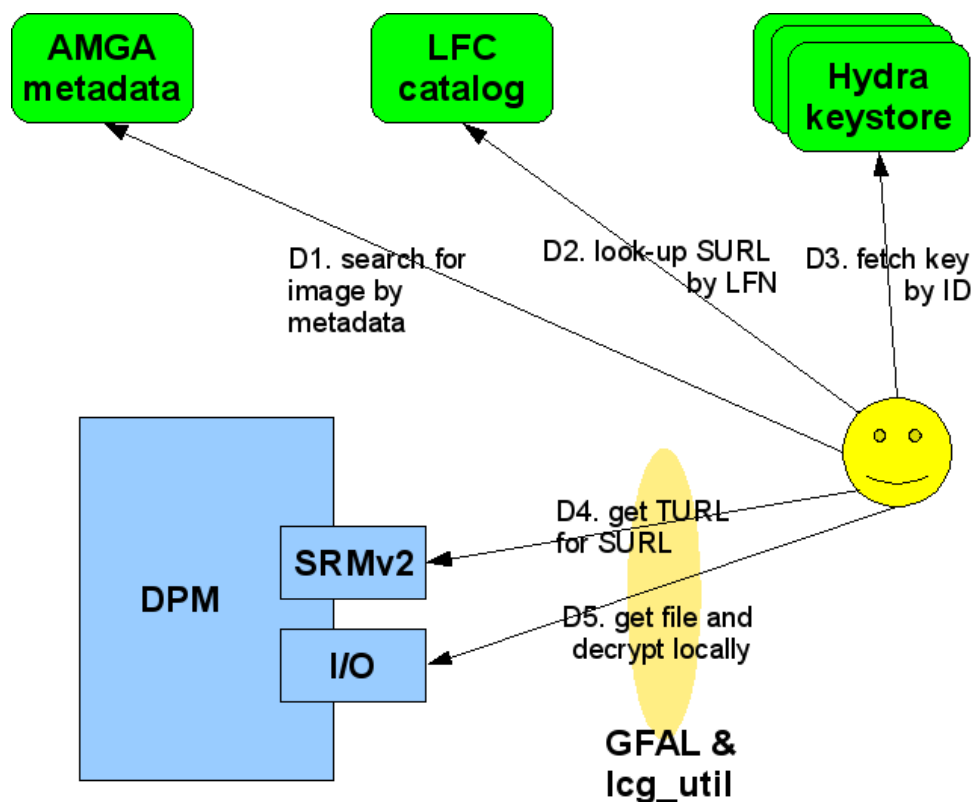 AMGA
metadata
LFC
catalog
Hydra
keystore
D1. search for
image by
metadata
D2. look-up SURL
by LFN
D3. fetch key
by ID
D4. get TURL
for SURL
SRMv2
DPM
D5. get file and
decrypt locally
I/O
GFAL &
lcg_util